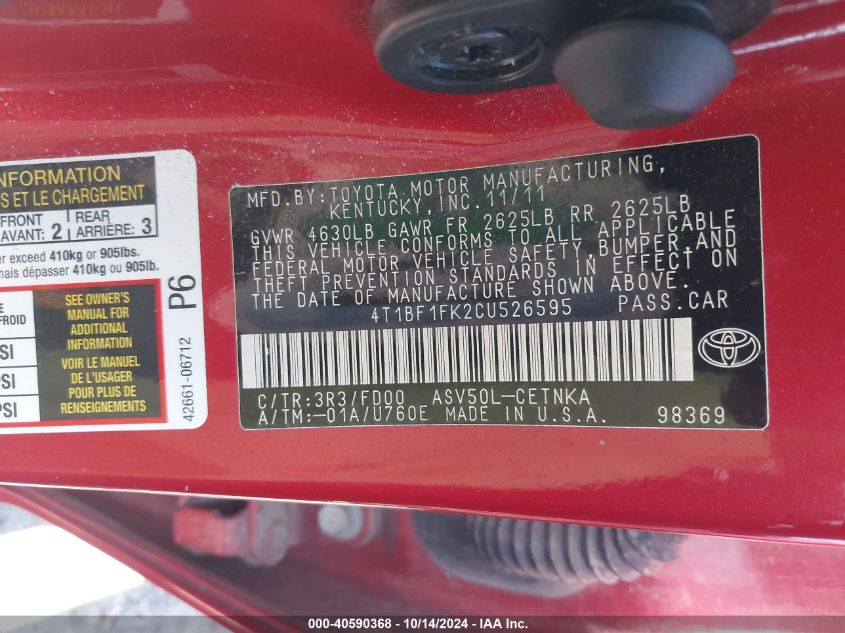 NFORMATION
S ET LE CHARGEMENT
FRONT
AVANT: 2
REAR
ARRIÈRE: 3
er exceed 410kg or 905lbs.
mais dépasser 410kg ou 905lb.
FROID
SEE OWNER'S
MANUAL FOR
ADDITIONAL
INFORMATION
VOIR LE MANUEL
DE L'USAGER
POUR PLUS DE
RENSEIGNEMENTS
SI
PSI
PSI
P6
42661-06712
MFD.BY:TOYOTA MOTOR MANUFACTURING,
KENTUCKY, INC. 11/11
GVWR 4630LB GAWR FR 2625LB RR 2625LB
THIS VEHICLE CONFORMS TO ALL APPLICABLE
FEDERAL MOTOR VEHICLE SAFETY,BUMPER,AND
THEFT PREVENTION STANDARDS IN EFFECT ON
THE DATE OF MANUFACTURE SHOWN ABOVE.
4T1BF1FK2CU526595 PASS.CAR
C/TR:3R3/FD00 ASV50L-CETNKA
A/TM:-01A/U760E MADE IN U.S.A. 98369
000-40590368 - 10/14/2024 - IAA Inc.